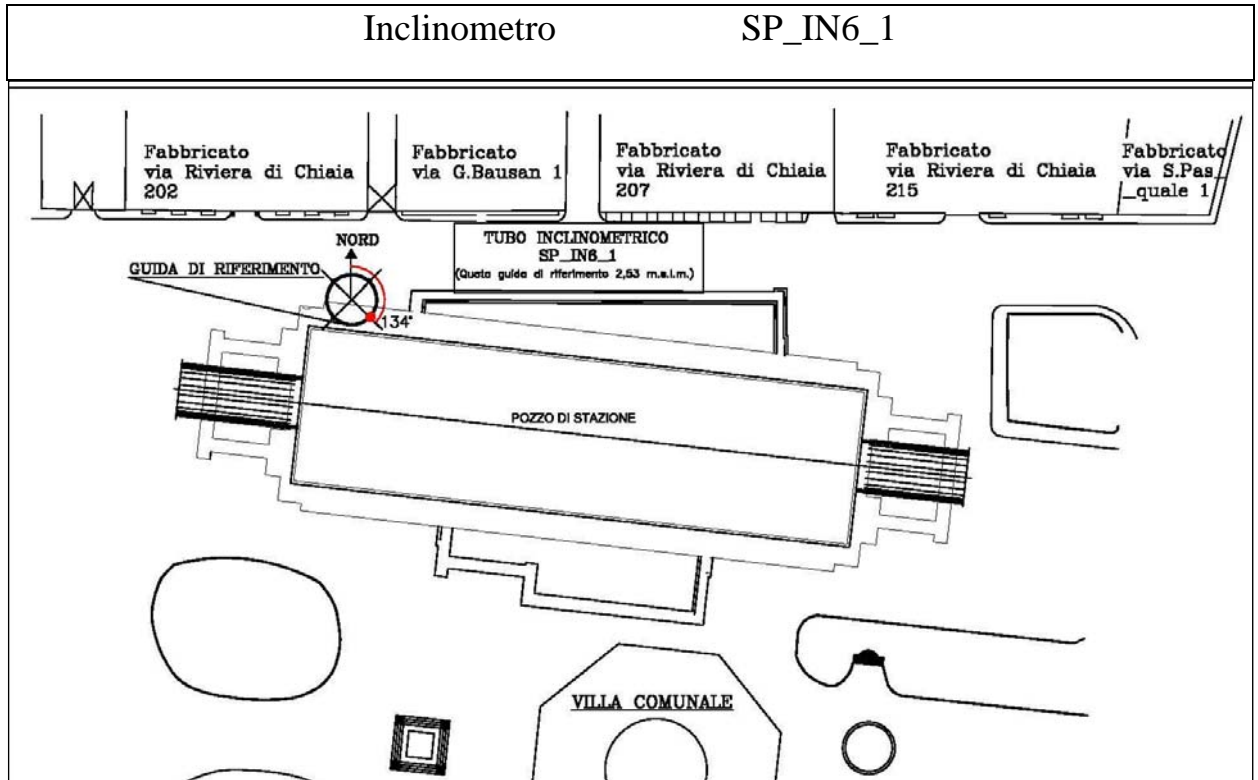 Inclinometro SP_IN6_1
Fabbricato
via Riviera di Chiaia
202
Fabbricato
via G.Bausan 1
Fabbricato
via Riviera di Chiaia
207
Fabbricato
via Riviera di Chiaia
215
Fabbricato
via S.Pas
_quale 1
NORD
GUIDA DI RIFERIMENTO
134°
TUBO INCLINOMETRICO
SP_IN6_1
(Quota guida di riferimento 2,53 m.s.l.m.)
POZZO DI STAZIONE
VILLA COMUNALE